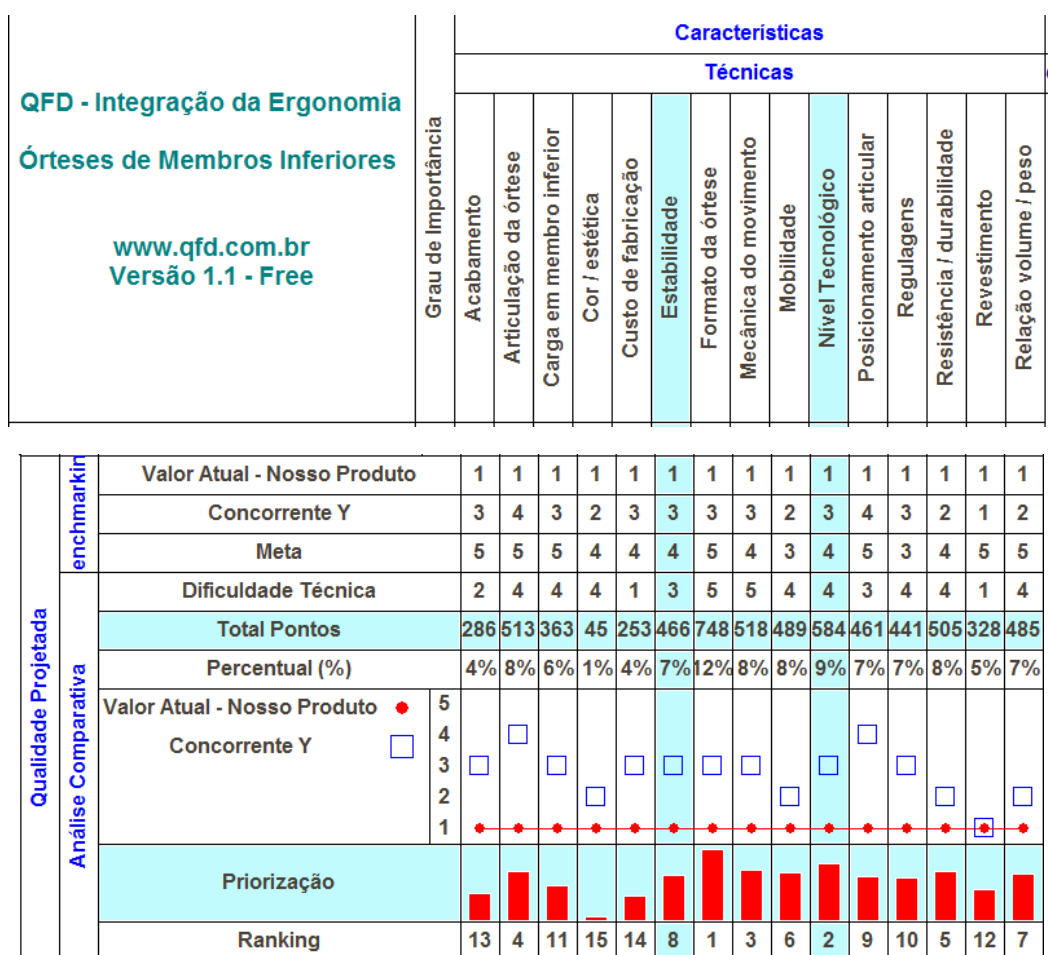 Características
Técnicas
QFD - Integração da Ergonomia
Órteses de Membros Inferiores
www.qfd.com.br
Versão 1.1 - Free
Grau de Importância
Acabamento
Articulação da órtese
Carga em membro inferior
Cor / estética
Custo de fabricação
Estabilidade
Formato da órtese
Mecânica do movimento
Mobilidade
Nível Tecnológico
Posicionamento articular
Regulagens
Resistência / durabilidade
Revestimento
Relação volume / peso
Qualidade Projetada
enchmarkin
Valor Atual - Nosso Produto 1 1 1 1 1 1 1 1 1 1 1 1 1 1 1
Concorrente Y 3 4 3 2 3 3 3 3 2 3 4 3 2 1 2
Meta 5 5 5 4 4 4 5 4 3 4 5 3 4 5 5
Análise Comparativa
Dificuldade Técnica 2 4 4 4 1 3 5 5 4 4 3 4 4 1 4
Total Pontos 286 513 363 45 253 466 748 518 489 584 461 441 505 328 485
Percentual (%) 4% 8% 6% 1% 4% 7% 12% 8% 8% 9% 7% 7% 8% 5% 7%
Valor Atual - Nosso Produto 5
4
Concorrente Y
3
2
1
Priorização
Ranking 13 4 11 15 14 8 1 3 6 2 9 10 5 12 7